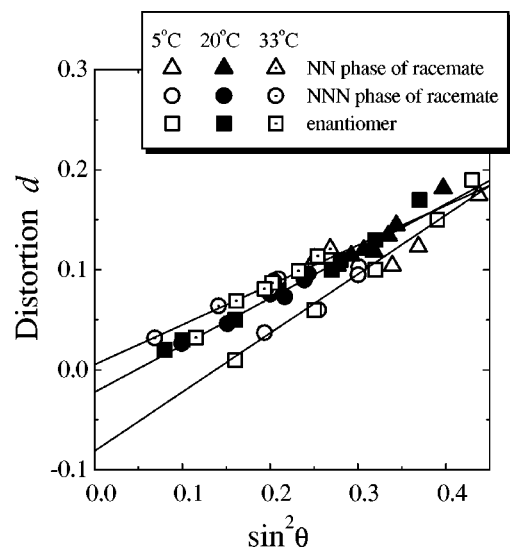 5°C 20°C 33°C
NN phase of racemate
NNN phase of racemate
enantiomer
0.3
0.2
0.1
0.0
-0.1
Distortion d
0.0 0.1 0.2 0.3 0.4
sin²θ